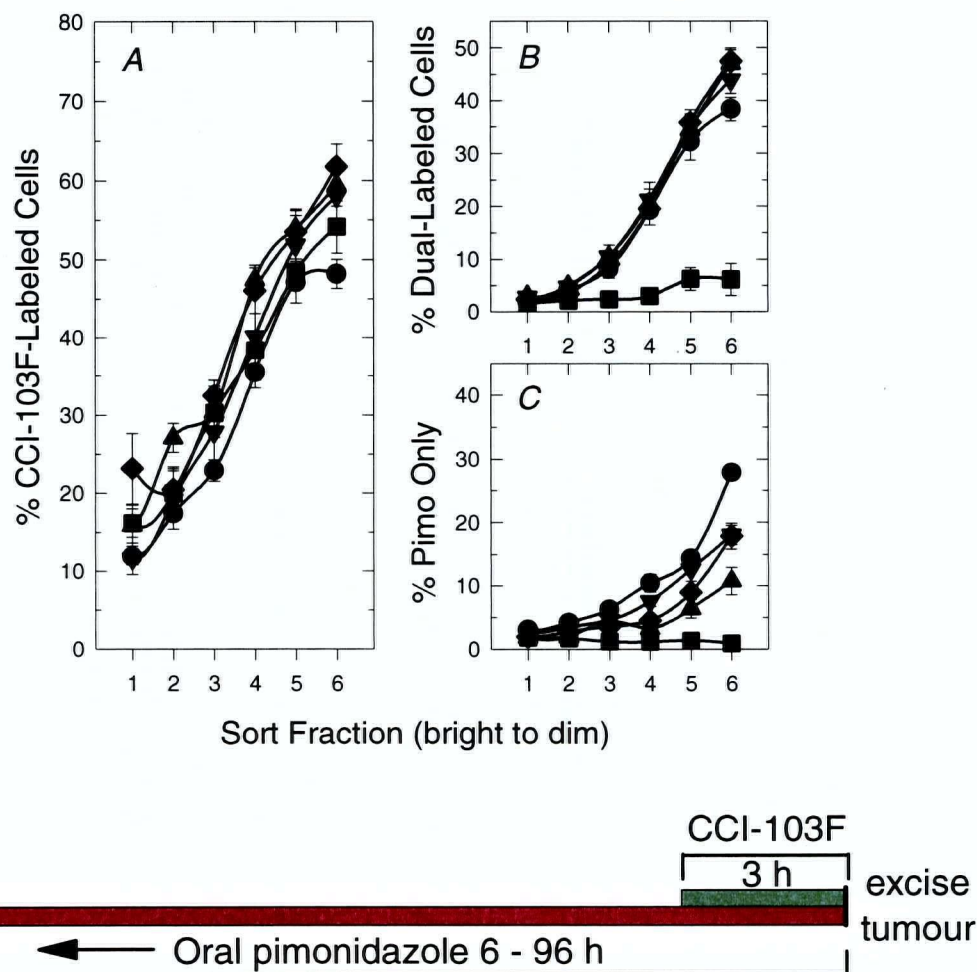 A
80
70
60
50
40
30
20
10
0
% CCI-103F-Labeled Cells
1 2 3 4 5 6
B
50
40
30
20
10
0
% Dual-Labeled Cells
1 2 3 4 5 6
C
40
30
20
10
0
% Pimo Only
1 2 3 4 5 6
Sort Fraction (bright to dim)
CCI-103F
3 h
excise
tumour
Oral pimonidazole 6 - 96 h